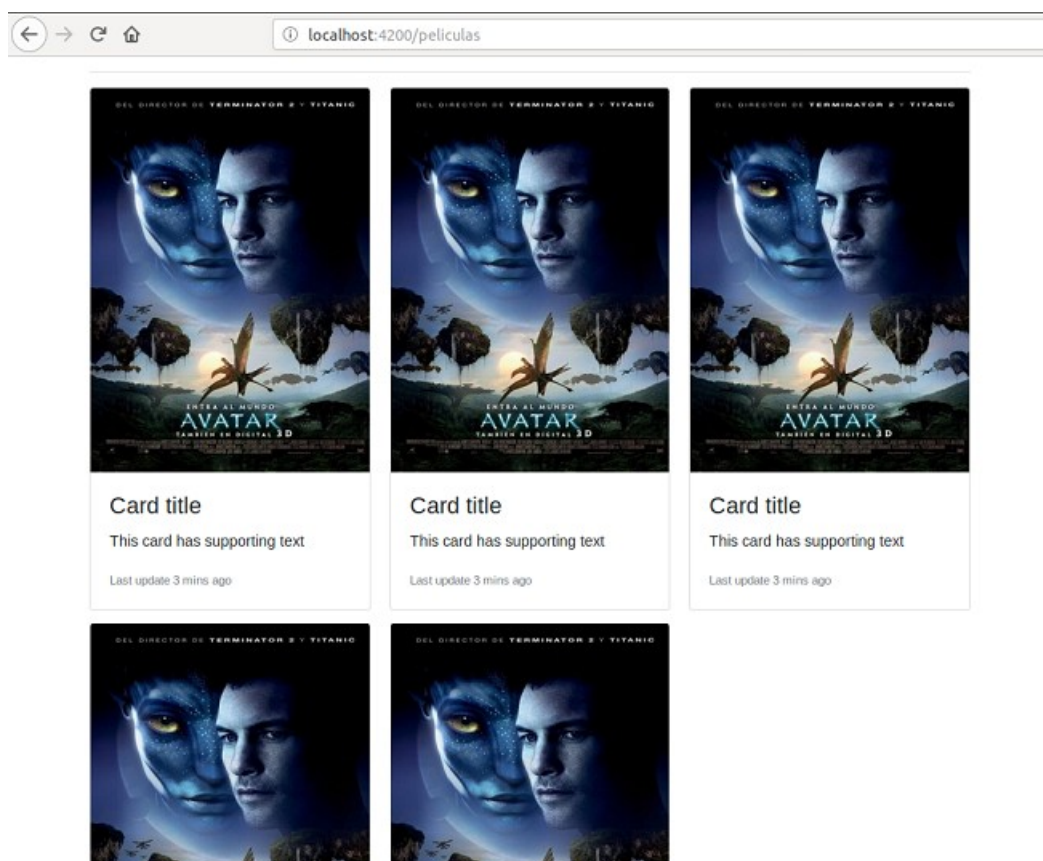 localhost:4200/peliculas
DEL DIRECTOR DE TERMINATOR 2 Y TITANIC
ENTRA AL MUNDO
AVATAR
TAMBIÉN EN DIGITAL 3D
Card title
This card has supporting text
Last update 3 mins ago
DEL DIRECTOR DE TERMINATOR 2 Y TITANIC
ENTRA AL MUNDO
AVATAR
TAMBIÉN EN DIGITAL 3D
Card title
This card has supporting text
Last update 3 mins ago
DEL DIRECTOR DE TERMINATOR 2 Y TITANIC
ENTRA AL MUNDO
AVATAR
TAMBIÉN EN DIGITAL 3D
Card title
This card has supporting text
Last update 3 mins ago
DEL DIRECTOR DE TERMINATOR 2 Y TITANIC
DEL DIRECTOR DE TERMINATOR 2 Y TITANIC